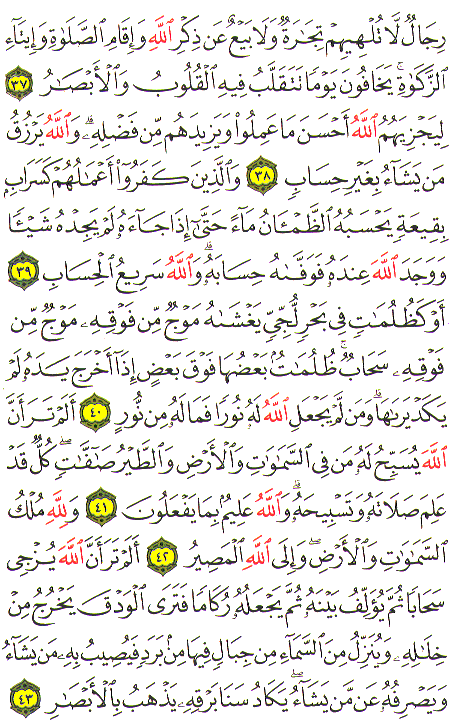 رِجَالٌ لَّا تُلْهِيهِمْ تِجَٰرَةٌ وَلَا بَيْعٌ عَن ذِكْرِ ٱللَّهِ وَإِقَامِ ٱلصَّلَوٰةِ وَإِيتَآءِ
ٱلزَّكَوٰةِ ۙ يَخَافُونَ يَوْمًا تَتَقَلَّبُ فِيهِ ٱلْقُلُوبُ وَٱلْأَبْصَٰرُ ٣٧
لِيَجْزِيَهُمُ ٱللَّهُ أَحْسَنَ مَا عَمِلُوا۟ وَيَزِيدَهُم مِّن فَضْلِهِۦ ۗ وَٱللَّهُ يَرْزُقُ
مَن يَشَآءُ بِغَيْرِ حِسَابٍ ٣٨ وَٱلَّذِينَ كَفَرُوٓا۟ أَعْمَٰلُهُمْ كَسَرَابٍۭ
بِقِيعَةٍ يَحْسَبُهُ ٱلظَّمْـَٔانُ مَآءً حَتَّىٰٓ إِذَا جَآءَهُۥ لَمْ يَجِدْهُ شَيْـًٔا
وَوَجَدَ ٱللَّهَ عِندَهُۥ فَوَفَّىٰهُ حِسَابَهُۥ ۗ وَٱللَّهُ سَرِيعُ ٱلْحِسَابِ ٣٩
أَوْ كَظُلُمَٰتٍ فِى بَحْرٍ لُّجِّىٍّ يَغْشَىٰهُ مَوْجٌ مِّن فَوْقِهِۦ مَوْجٌ مِّن
فَوْقِهِۦ سَحَابٌ ۚ ظُلُمَٰتٌۢ بَعْضُهَا فَوْقَ بَعْضٍ إِذَآ أَخْرَجَ يَدَهُۥ لَمْ
يَكَدْ يَرَىٰهَا ۗ وَمَن لَّمْ يَجْعَلِ ٱللَّهُ لَهُۥ نُورًا فَمَا لَهُۥ مِن نُّورٍ ٤٠ أَلَمْ تَرَ أَنَّ
ٱللَّهَ يُسَبِّحُ لَهُۥ مَن فِى ٱلسَّمَٰوَٰتِ وَٱلْأَرْضِ وَٱلطَّيْرُ صَٰٓفَّٰتٍ ۖ كُلٌّ قَدْ
عَلِمَ صَلَاتَهُۥ وَتَسْبِيحَهُۥ ۗ وَٱللَّهُ عَلِيمٌۢ بِمَا يَفْعَلُونَ ٤١ وَلِلَّهِ مُلْكُ
ٱلسَّمَٰوَٰتِ وَٱلْأَرْضِ ۖ وَإِلَى ٱللَّهِ ٱلْمَصِيرُ ٤٢ أَلَمْ تَرَ أَنَّ ٱللَّهَ يُزْجِى
سَحَابًا ثُمَّ يُؤَلِّفُ بَيْنَهُۥ ثُمَّ يَجْعَلُهُۥ رُكَامًا فَتَرَى ٱلْوَدْقَ يَخْرُجُ مِنْ
خِلَٰلِهِۦ وَيُنَزِّلُ مِنَ ٱلسَّمَآءِ مِن جِبَالٍ فِيهَا مِنۢ بَرَدٍ فَيُصِيبُ بِهِۦ مَن يَشَآءُ
وَيَصْرِفُهُۥ عَن مَّن يَشَآءُ ۖ يَكَادُ سَنَا بَرْقِهِۦ يَذْهَبُ بِٱلْأَبْصَٰرِ ٤٣